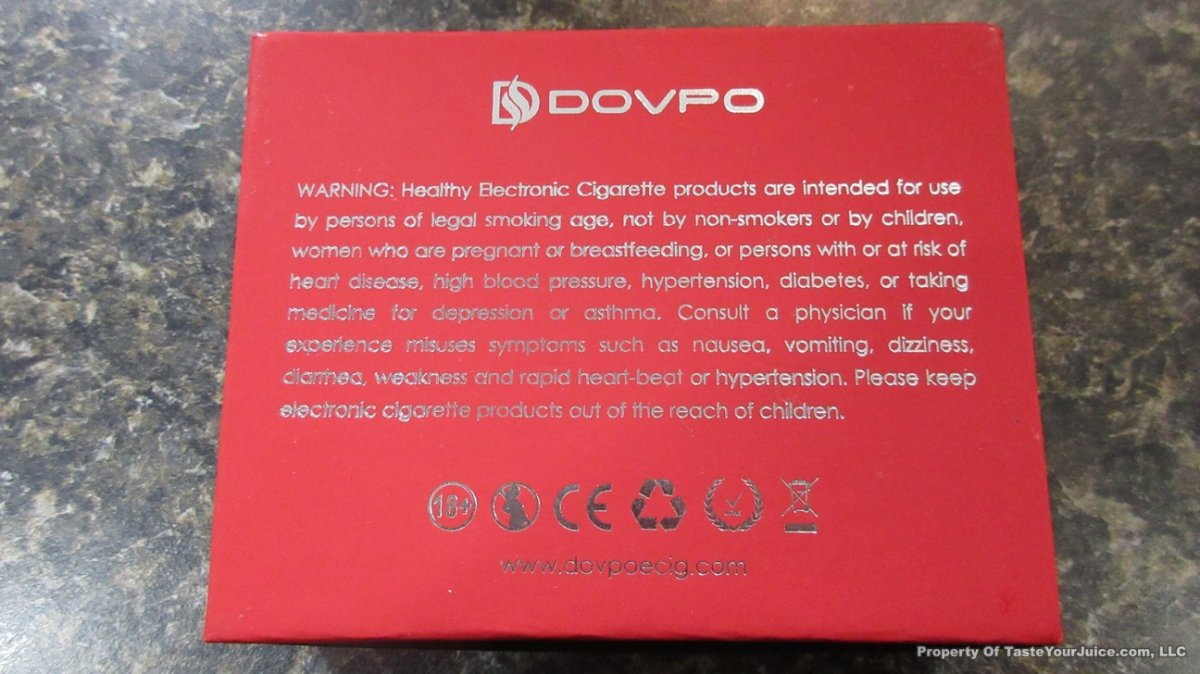 DOVPO
WARNING: Healthy Electronic Cigarette products are intended for use
by persons of legal smoking age, not by non-smokers or by children,
women who are pregnant or breastfeeding, or persons with or at risk of
heart disease, high blood pressure, hypertension, diabetes, or taking
medicine for depression or asthma. Consult a physician if your
experience misuses symptoms such as nausea, vomiting, dizziness,
diarrhea, weakness and rapid heart-beat or hypertension. Please keep
electronic cigarette products out of the reach of children.
16+ CE
www.dovpoecig.com
Property Of TasteYourJuice.com, LLC